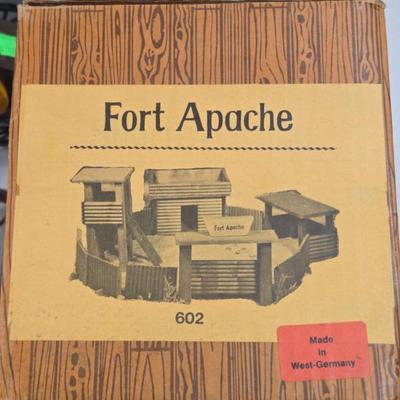 Fort Apache
Fort Apache
602
Made
in
West-Germany